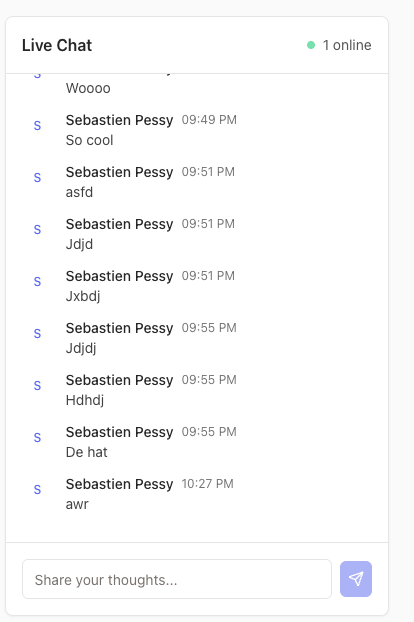 Live Chat
1 online
Woooo
S
Sebastien Pessy 09:49 PM
So cool
S
Sebastien Pessy 09:51 PM
asfd
S
Sebastien Pessy 09:51 PM
Jdjd
S
Sebastien Pessy 09:51 PM
Jxbdj
S
Sebastien Pessy 09:55 PM
Jdjdj
S
Sebastien Pessy 09:55 PM
Hdhdj
S
Sebastien Pessy 09:55 PM
De hat
S
Sebastien Pessy 10:27 PM
awr
Share your thoughts...